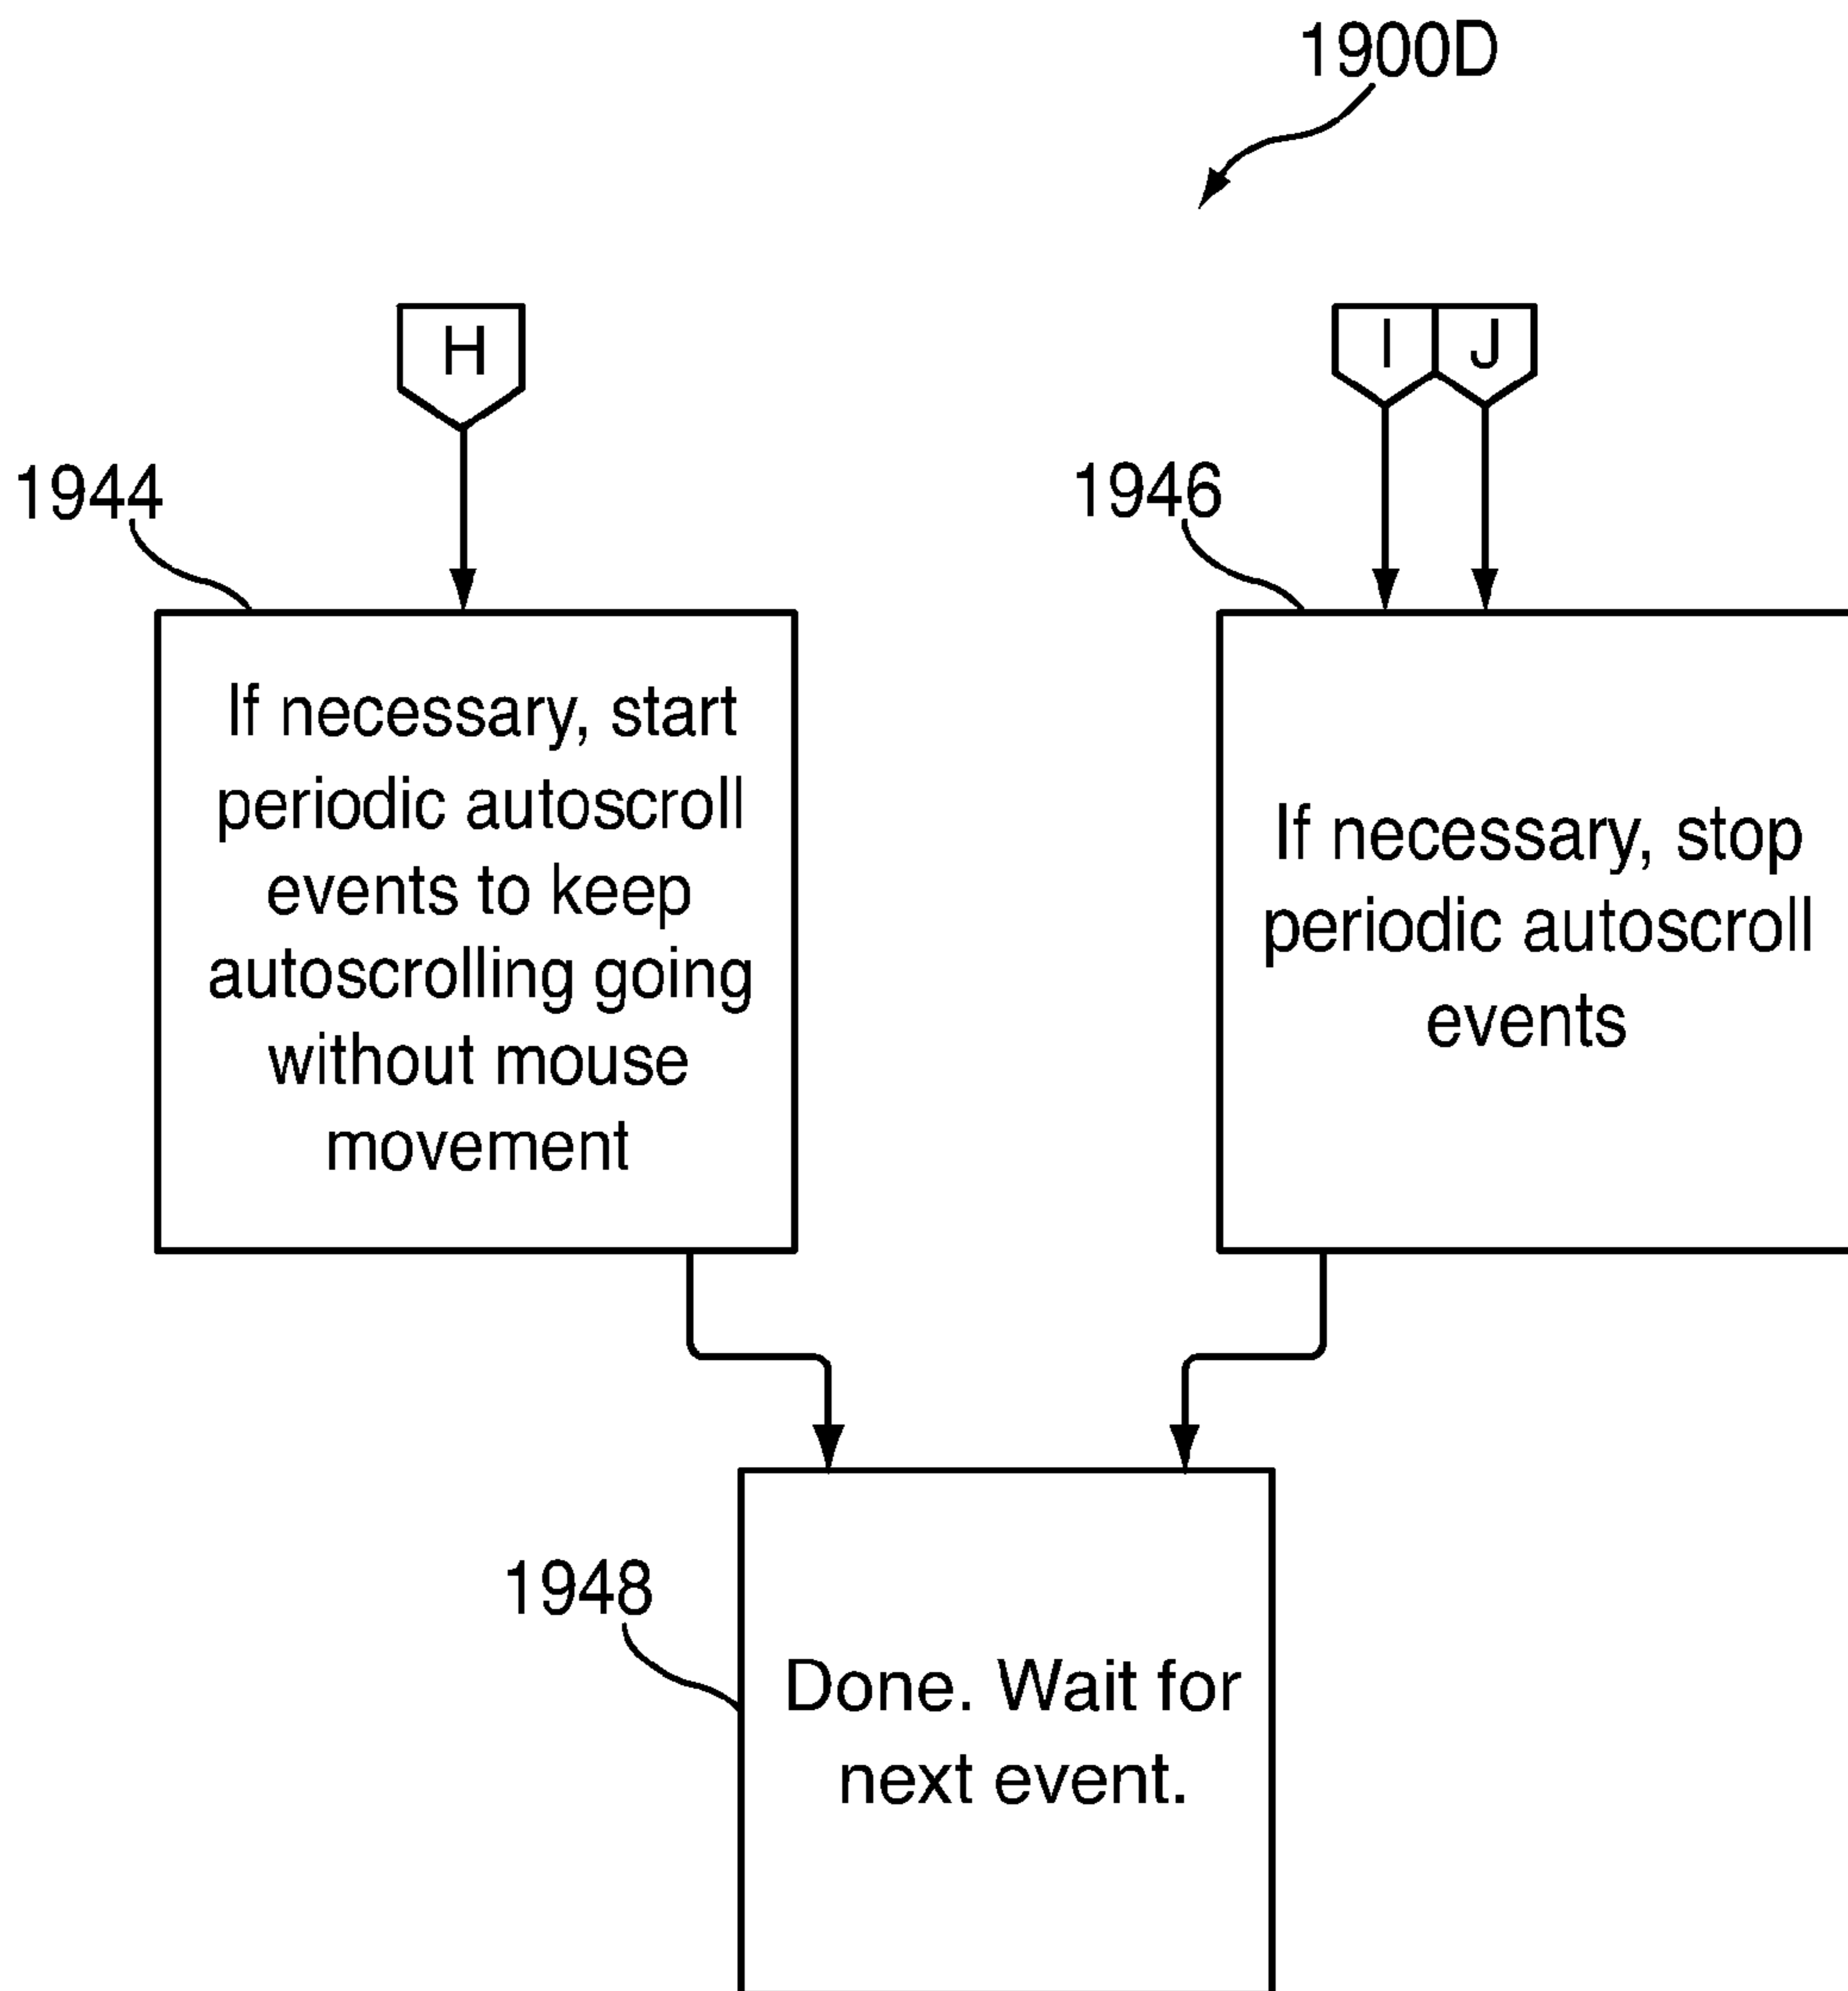 1900D
H
I J
1944
1946
If necessary, start
periodic autoscroll
events to keep
autoscrolling going
without mouse
movement
If necessary, stop
periodic autoscroll
events
1948
Done. Wait for
next event.